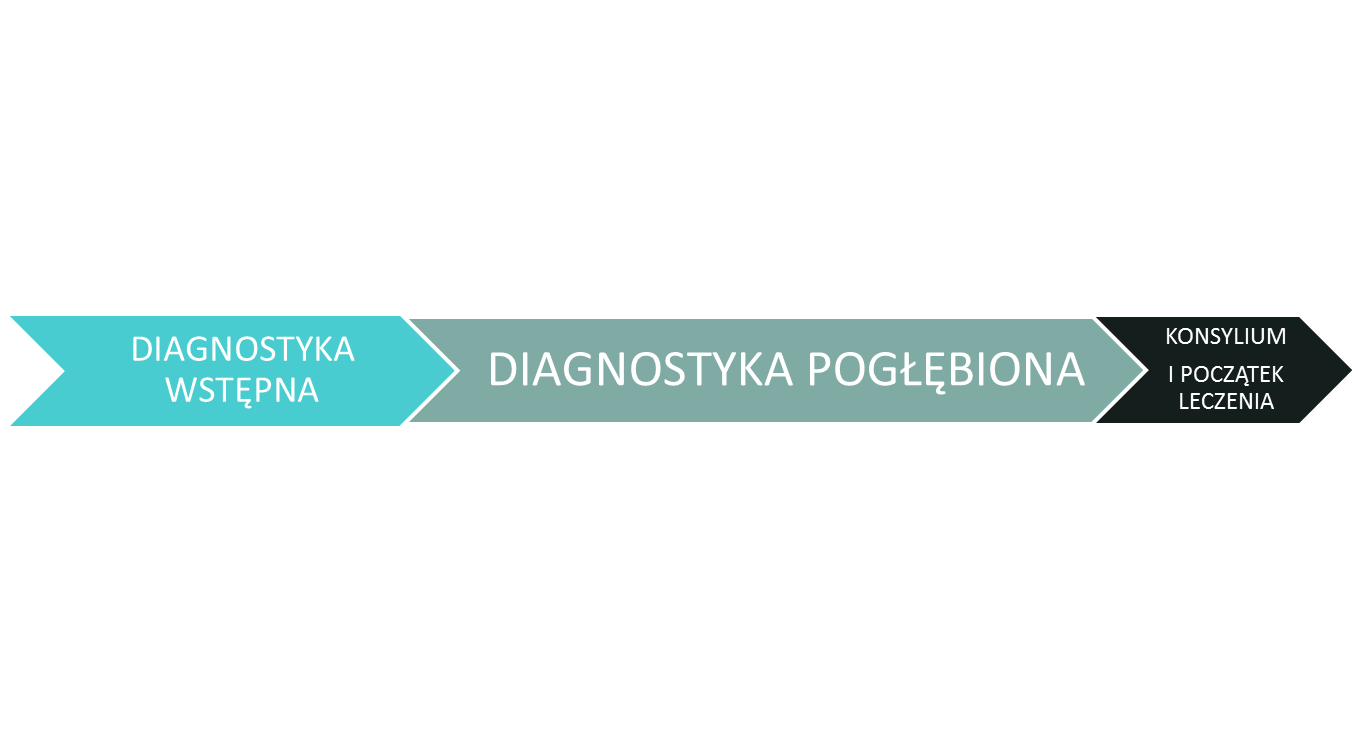 DIAGNOSTYKA
WSTĘPNA
DIAGNOSTYKA POGŁĘBIONA
KONSYLIUM
I POCZĄTEK
LECZENIA